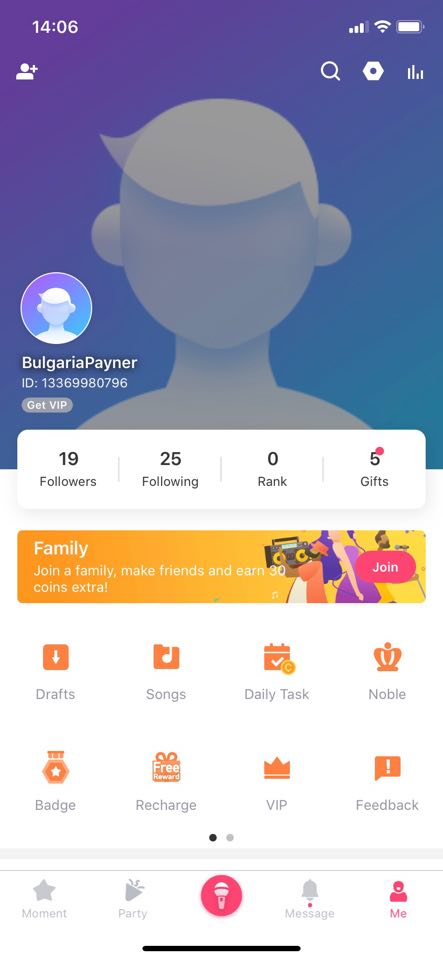 14:06
BulgariaPayner
ID: 13369980796
Get VIP
19
Followers
25
Following
0
Rank
5
Gifts
Family
Join a family, make friends and earn 30
coins extra!
Join
Drafts
Songs
Daily Task
Noble
Badge
Free
Reward
Recharge
VIP
Feedback
Moment
Party
Message
Me